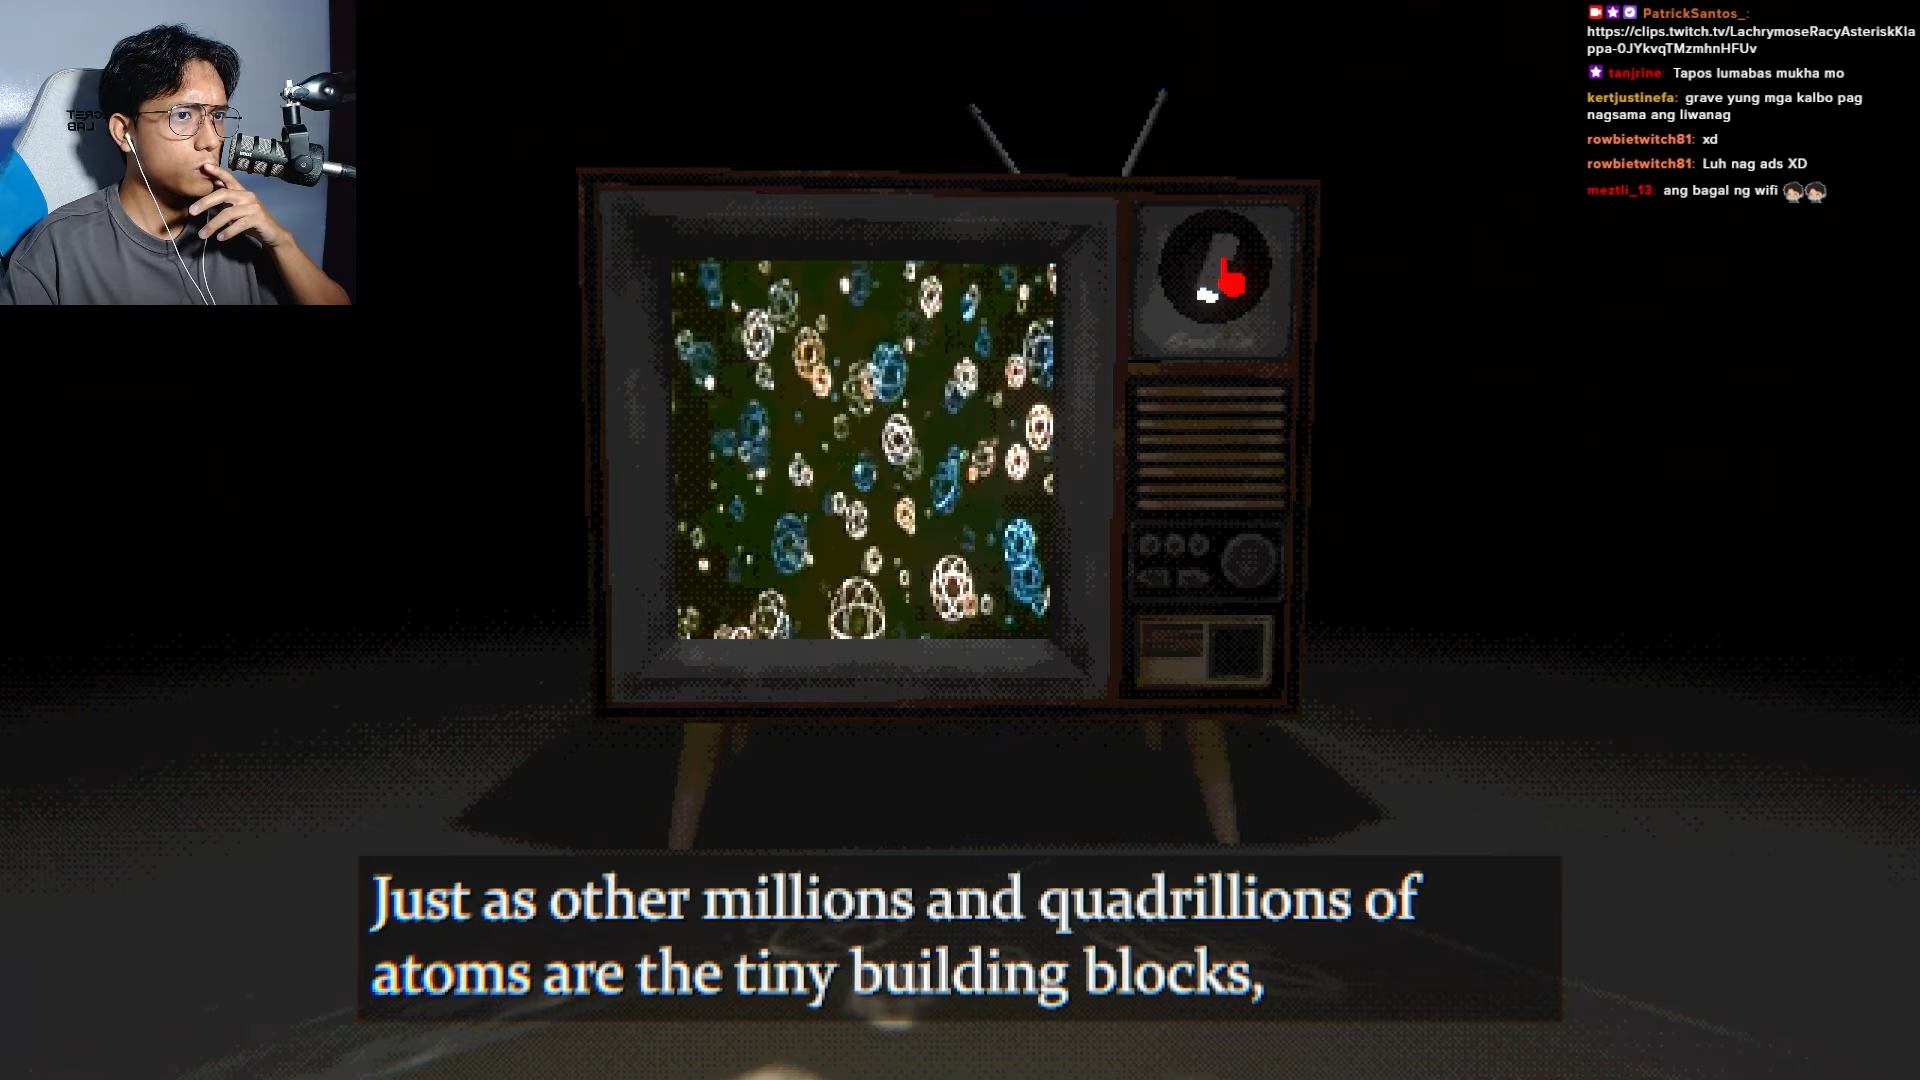 PatrickSantos_:
https://clips.twitch.tv/LachrymoseRacyAsteriskKla
ppa-0JYkvqTMzmhnHFUv
tanjrine: Tapos lumabas mukha mo
kertjustinefa: grave yung mga kalbo pag
nagsama ang liwanag
rowbietwitch81: xd
rowbietwitch81: Luh nag ads XD
meztli_13: ang bagal ng wifi
SECRET
LAB
Just as other millions and quadrillions of
atoms are the tiny building blocks,